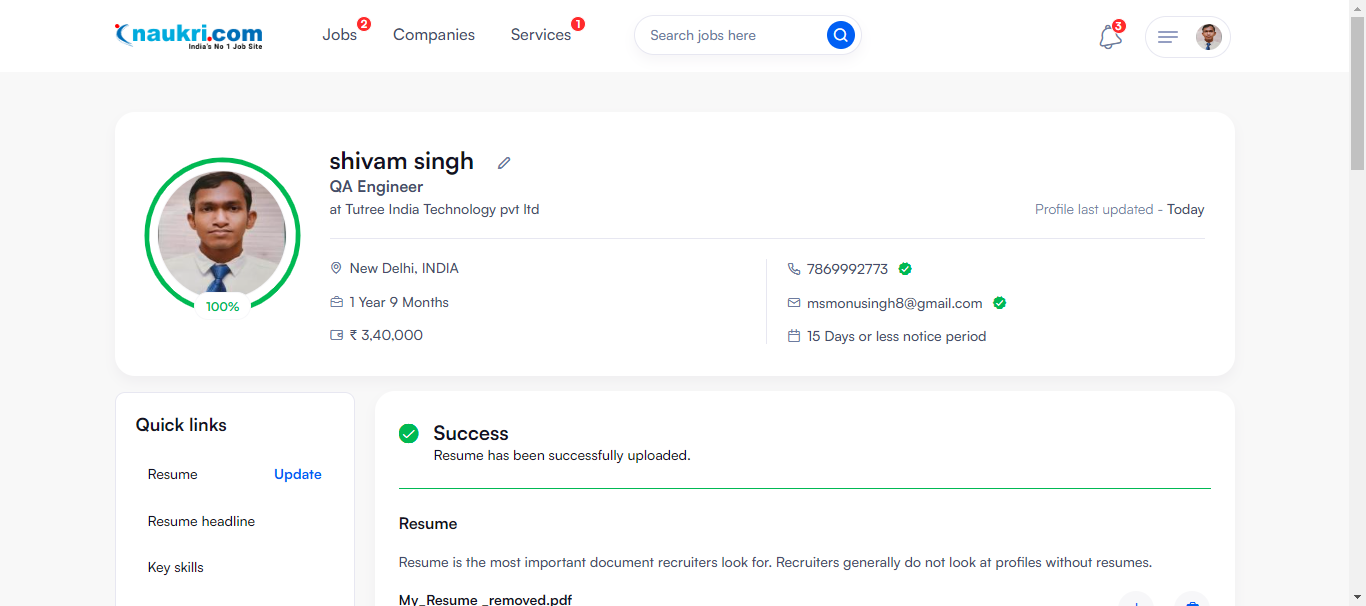 naukri.com
India's No 1 Job Site
Jobs 2 Companies Services 1 Search jobs here 3
shivam singh
QA Engineer
at Tutree India Technology pvt ltd
Profile last updated - Today
New Delhi, INDIA
1 Year 9 Months
₹ 3,40,000
7869992773
msmonusingh8@gmail.com
15 Days or less notice period
100%
Quick links
Resume Update
Resume headline
Key skills
Success
Resume has been successfully uploaded.
Resume
Resume is the most important document recruiters look for. Recruiters generally do not look at profiles without resumes.
My_Resume _removed.pdf